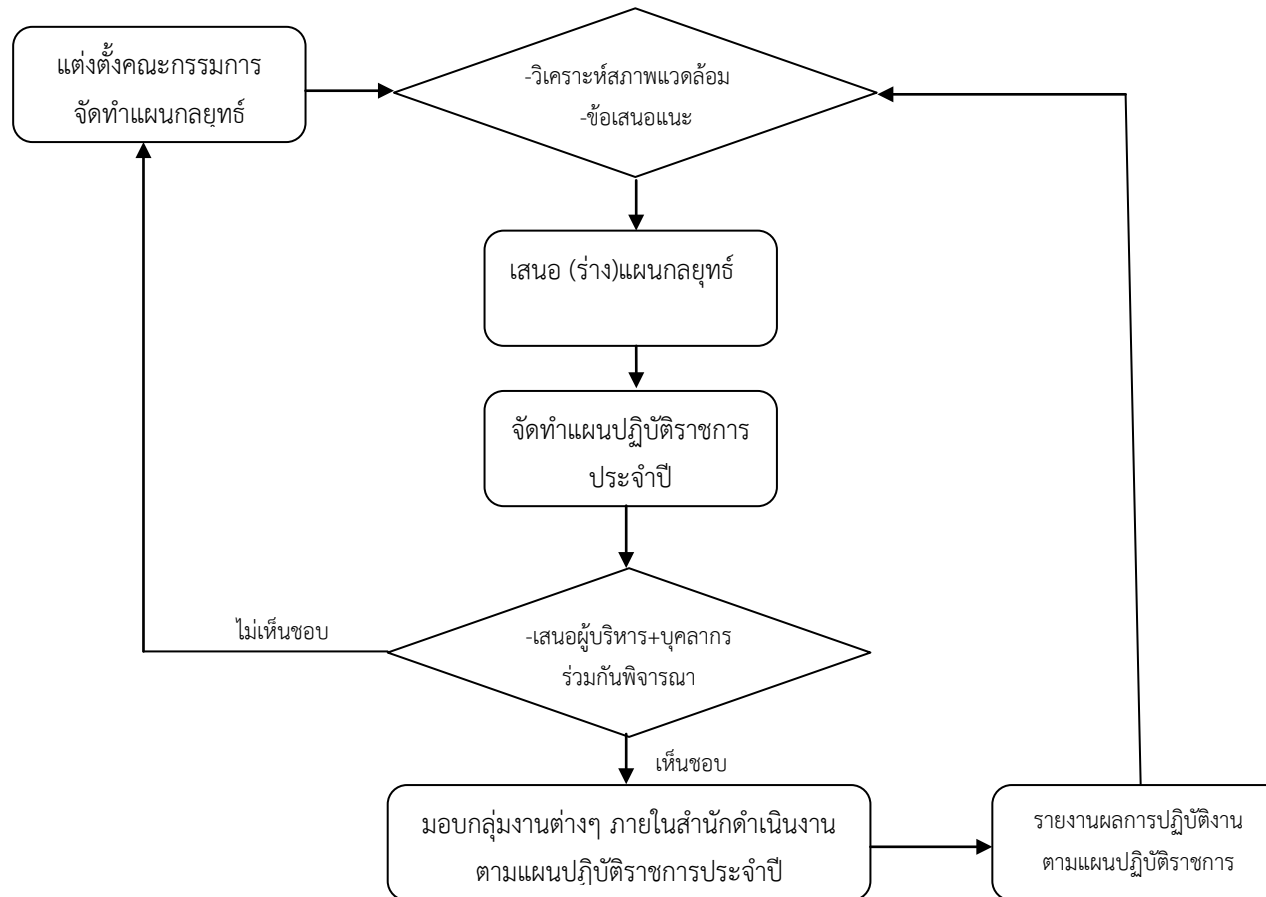 แต่งตั้งคณะกรรมการ
จัดทำแผนกลยุทธ์
-วิเคราะห์สภาพแวดล้อม
-ข้อเสนอแนะ
เสนอ (ร่าง)แผนกลยุทธ์
จัดทำแผนปฏิบัติราชการ
ประจำปี
ไม่เห็นชอบ
-เสนอผู้บริหาร+บุคลากร
ร่วมกันพิจารณา
เห็นชอบ
มอบกลุ่มงานต่างๆ ภายในสำนักดำเนินงาน
ตามแผนปฏิบัติราชการประจำปี
รายงานผลการปฏิบัติงาน
ตามแผนปฏิบัติราชการ